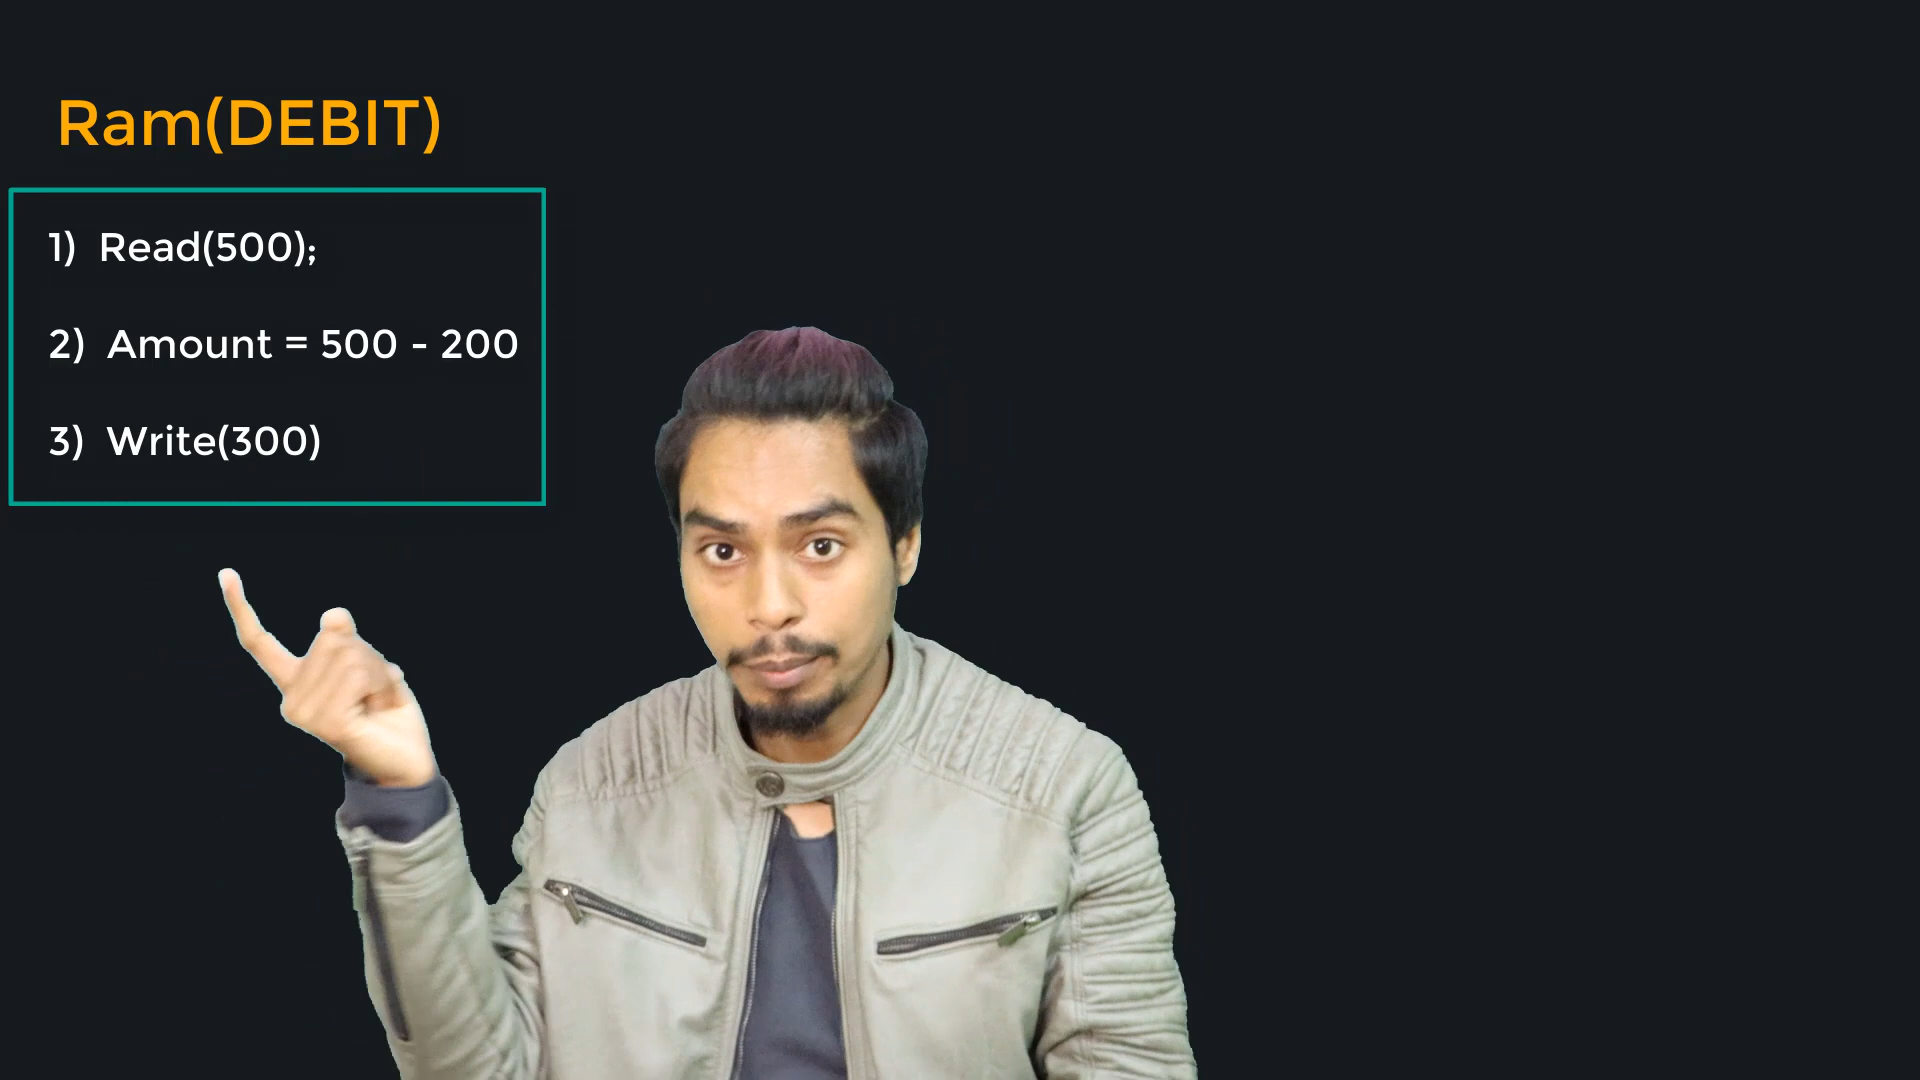 Ram(DEBIT)
1) Read(500);
2) Amount = 500 - 200
3) Write(300)